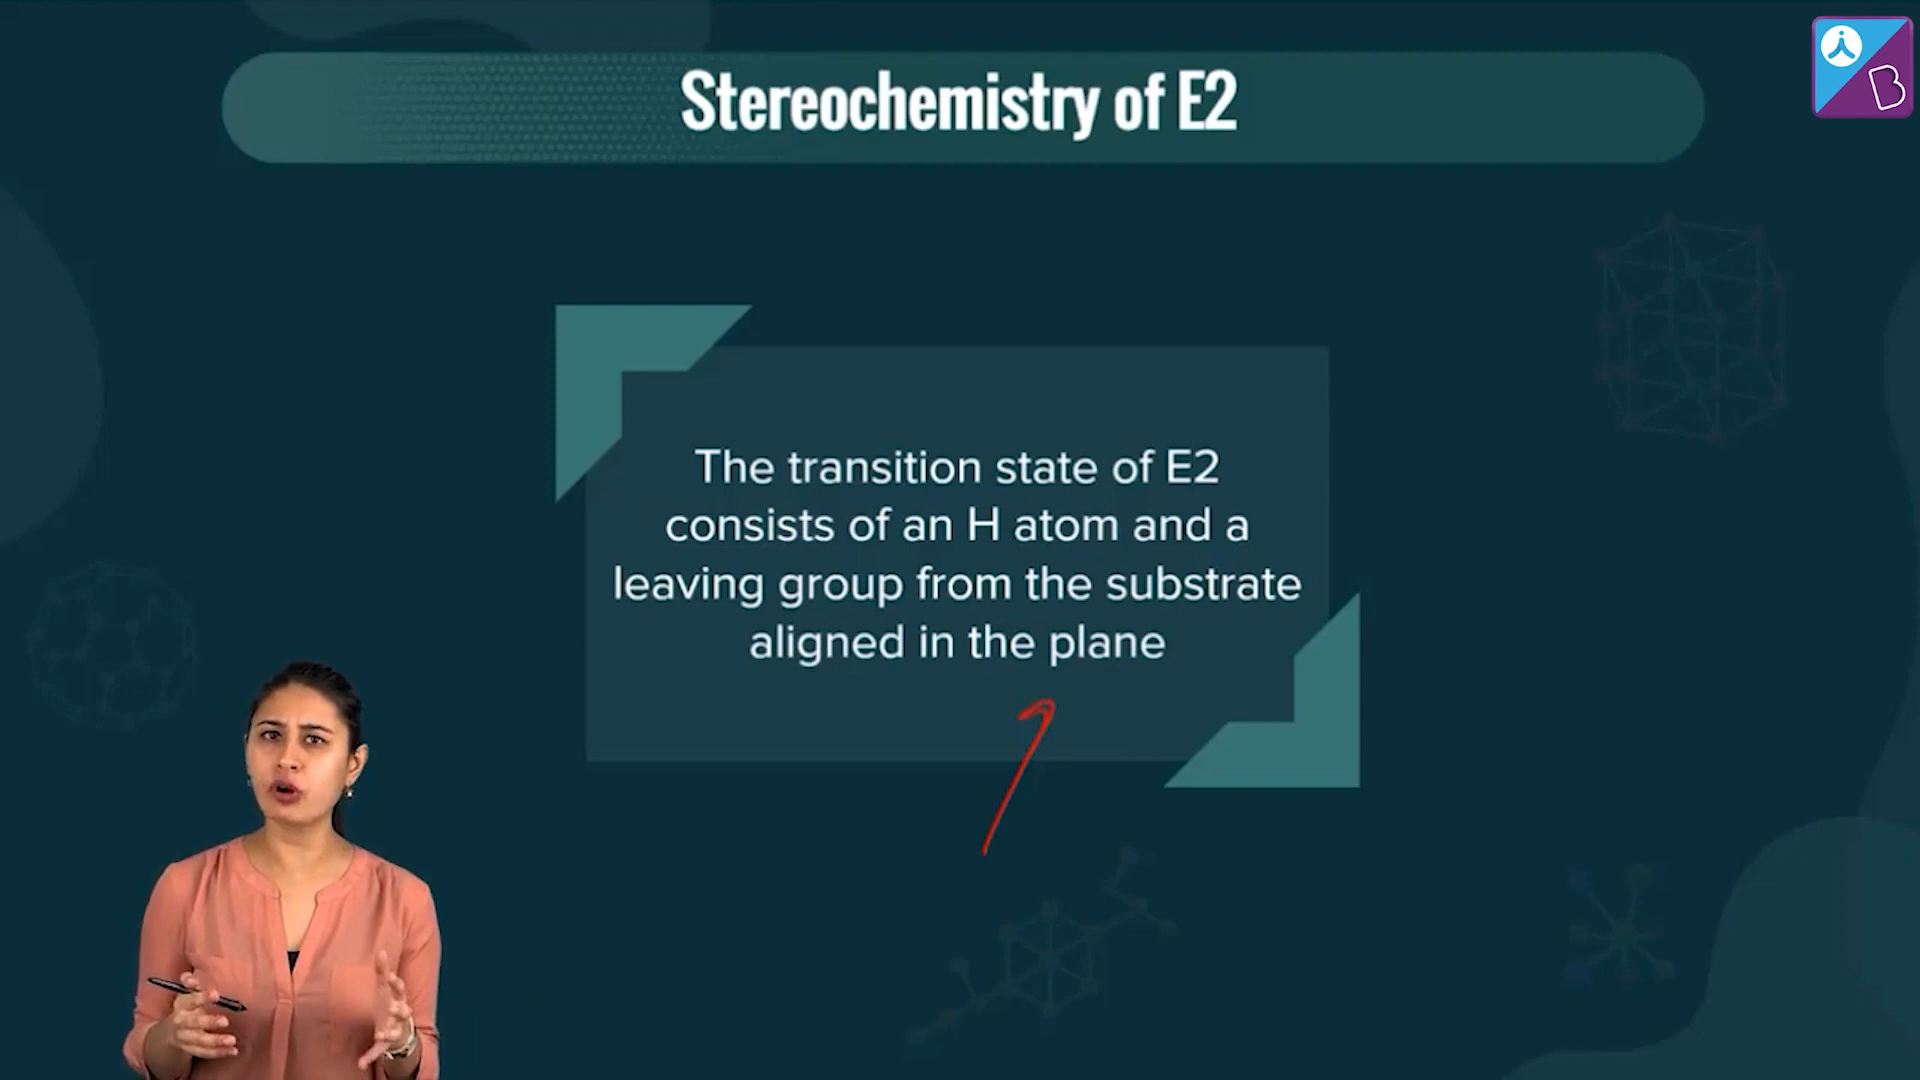 Stereochemistry of E2
The transition state of E2
consists of an H atom and a
leaving group from the substrate
aligned in the plane
B